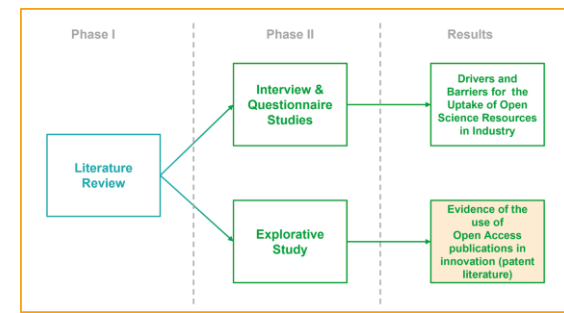 Phase I
Phase II
Results
Literature
Review
Interview &
Questionnaire
Studies
Drivers and
Barriers for the
Uptake of Open
Science Resources
in Industry
Explorative
Study
Evidence of the
use of
Open Access
publications in
innovation (patent
literature)